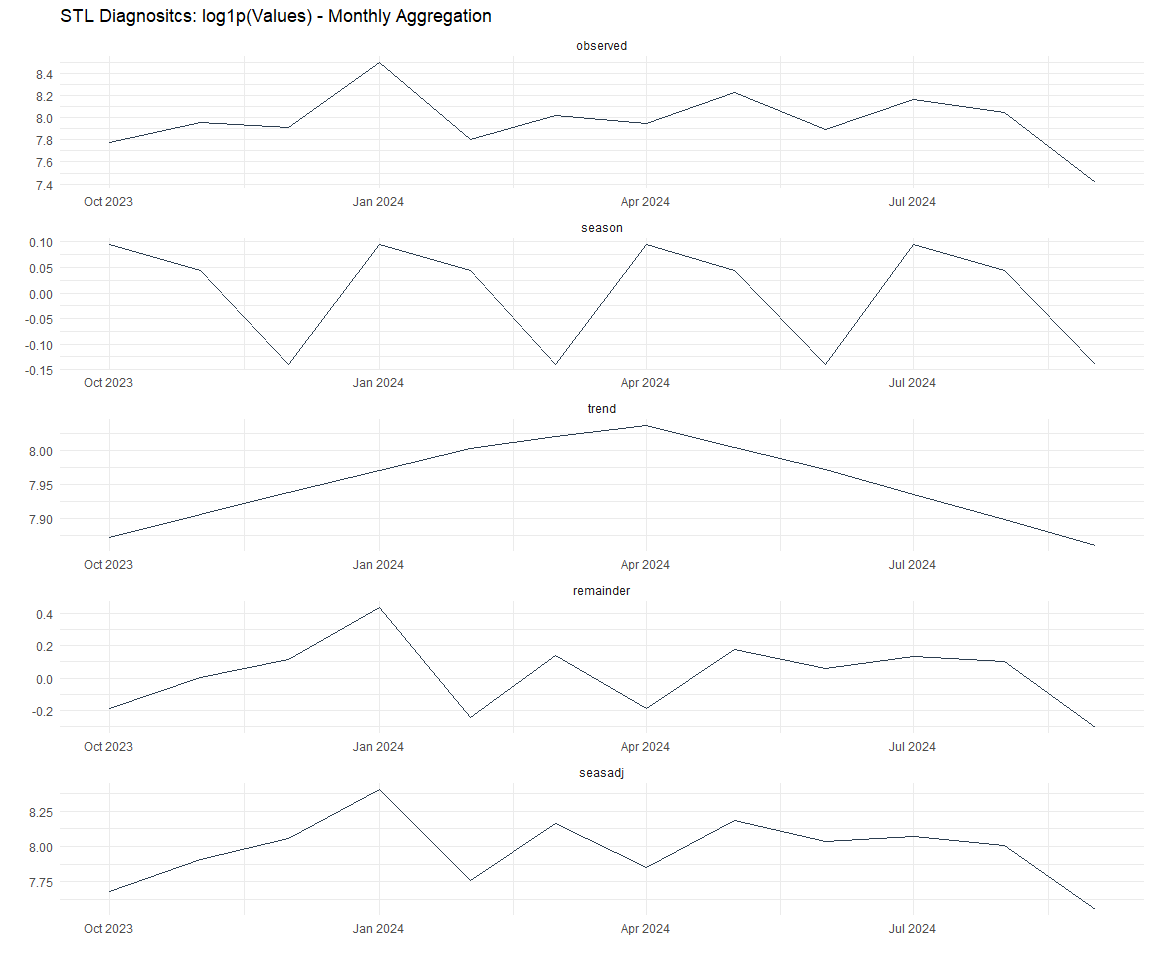 STL Diagnositcs: log1p(Values) - Monthly Aggregation
observed
8.4
8.2
8.0
7.8
7.6
7.4
Oct 2023 Jan 2024 Apr 2024 Jul 2024
season
0.10
0.05
0.00
-0.05
-0.10
-0.15
Oct 2023 Jan 2024 Apr 2024 Jul 2024
trend
8.00
7.95
7.90
Oct 2023 Jan 2024 Apr 2024 Jul 2024
remainder
0.4
0.2
0.0
-0.2
Oct 2023 Jan 2024 Apr 2024 Jul 2024
seasadj
8.25
8.00
7.75
Oct 2023 Jan 2024 Apr 2024 Jul 2024